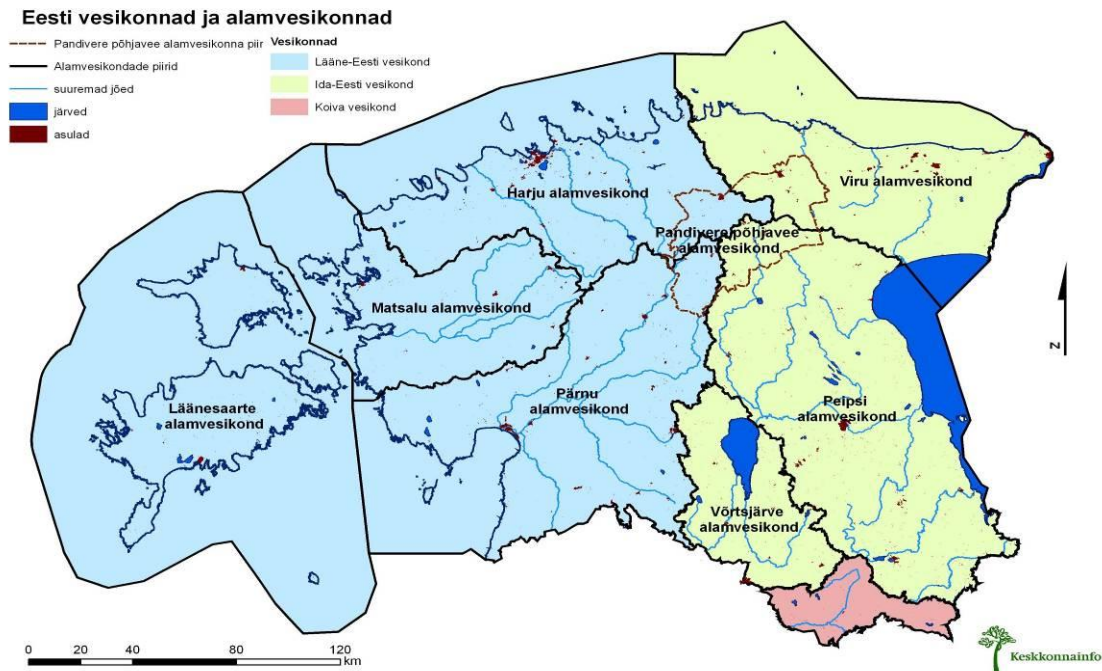 Eesti vesikonnad ja alamvesikonnad
Pandivere põhjavee alamvesikonna piir
Alamvesikondade piirid
suuremad jõed
järved
asulad
Vesikonnad
Lääne-Eesti vesikond
Ida-Eesti vesikond
Koiva vesikond
Harju alamvesikond
Viru alamvesikond
Pandivere põhjavee
alamvesikond
Matsalu alamvesikond
Läänesaarte
alamvesikond
Pärnu
alamvesikond
Peipsi
alamvesikond
Võrtsjärve
alamvesikond
N
0 20 40 80 120
km
Keskkonnainfo